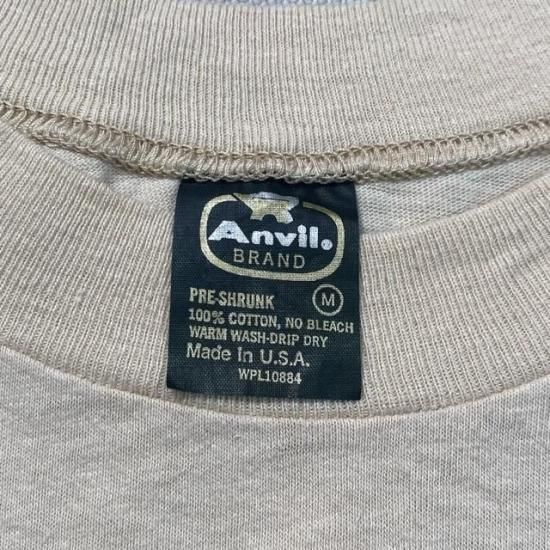 Anvil.
BRAND
PRE-SHRUNK M
100% COTTON, NO BLEACH
WARM WASH-DRIP DRY
Made In U.S.A.
WPL10884